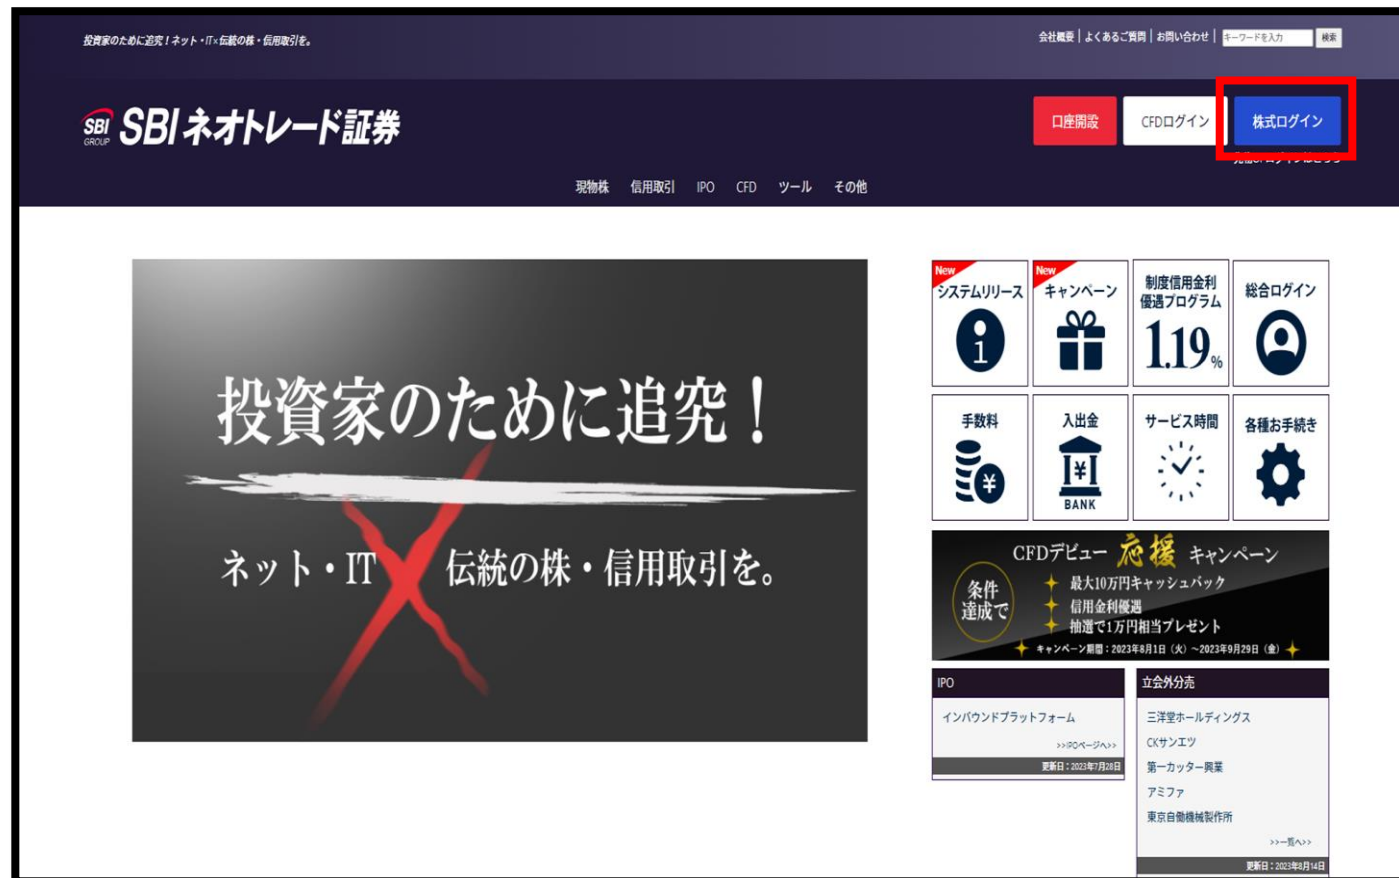 投資家のために追究！ネット・IT×伝統の株・信用取引を。
会社概要 | よくあるご質問 | お問い合わせ |
キーワードを入力
検索
SBI
GROUP
SBI ネオトレード証券
口座開設
CFDログイン
株式ログイン
現物株 信用取引 IPO CFD ツール その他
投資家のために追究！
ネット・IT
伝統の株・信用取引を。
New
システムリリース
New
キャンペーン
制度信用金利
優遇プログラム
1.19%
総合ログイン
手数料
入出金
BANK
サービス時間
各種お手続き
CFDデビュー 応援 キャンペーン
条件
達成で
最大10万円キャッシュバック
信用金利優遇
抽選で1万円相当プレゼント
キャンペーン期間：2023年8月1日（火）～2023年9月29日（金）
IPO
インバウンドプラットフォーム
>>IPOページへ>>
更新日：2023年7月28日
立会外分売
三洋堂ホールディングス
CKサンエツ
第一カッター興業
アミファ
東京自働機械製作所
>>一覧へ>>
更新日：2023年8月14日